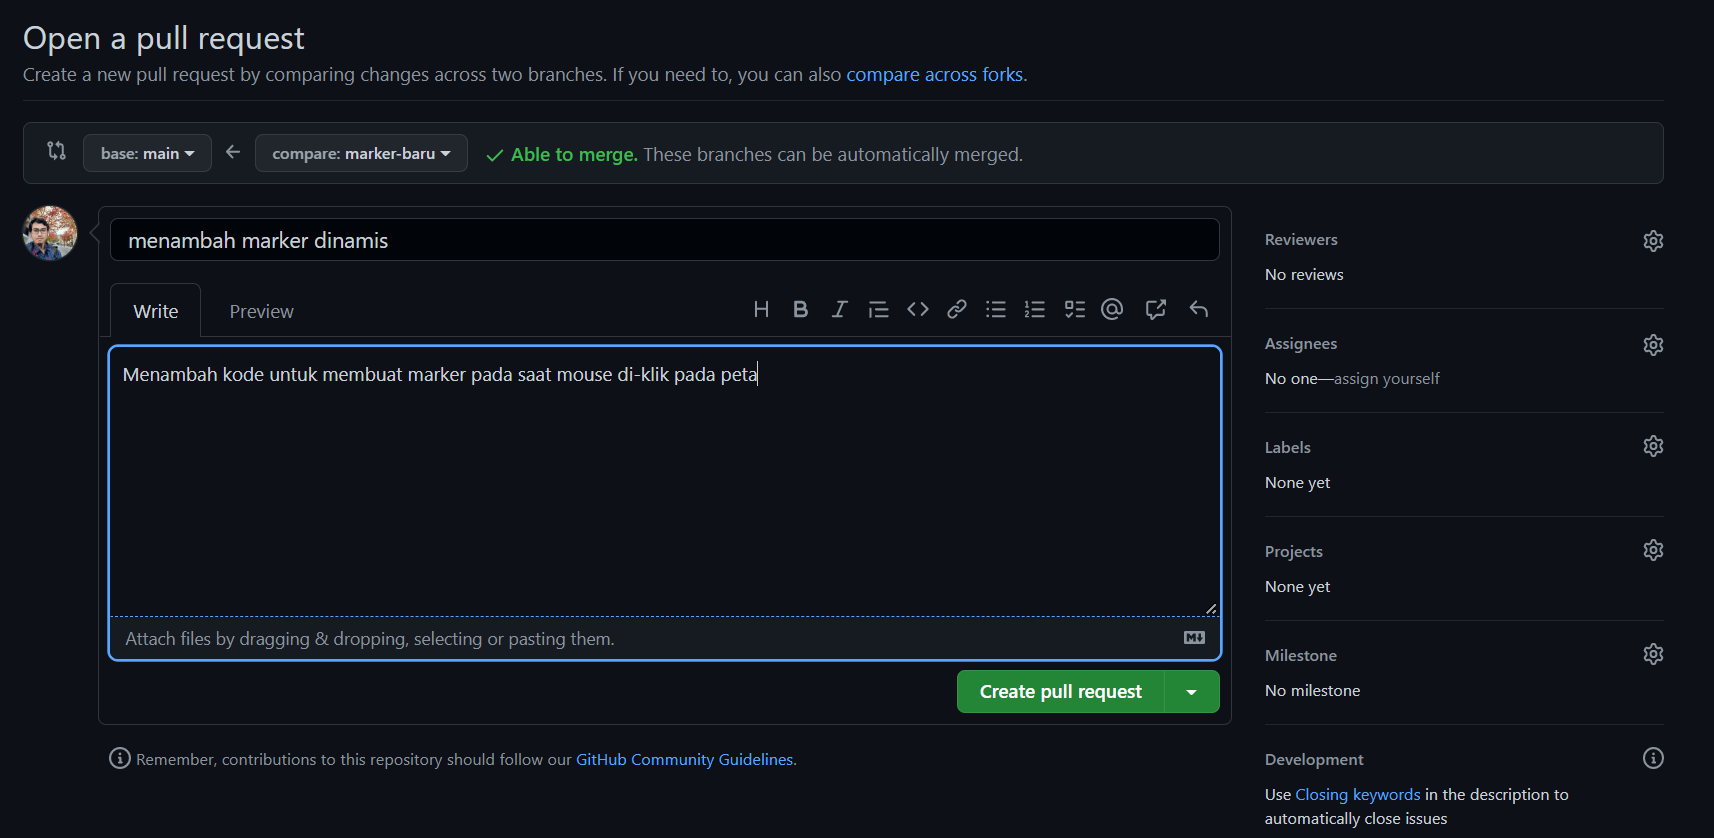 Open a pull request
Create a new pull request by comparing changes across two branches. If you need to, you can also compare across forks.
base: main compare: marker-baru Able to merge. These branches can be automatically merged.
menambah marker dinamis
Write Preview
Menambah kode untuk membuat marker pada saat mouse di-klik pada peta
Attach files by dragging & dropping, selecting or pasting them.
Create pull request
Remember, contributions to this repository should follow our GitHub Community Guidelines.
Reviewers
No reviews
Assignees
No one—assign yourself
Labels
None yet
Projects
None yet
Milestone
No milestone
Development
Use Closing keywords in the description to
automatically close issues